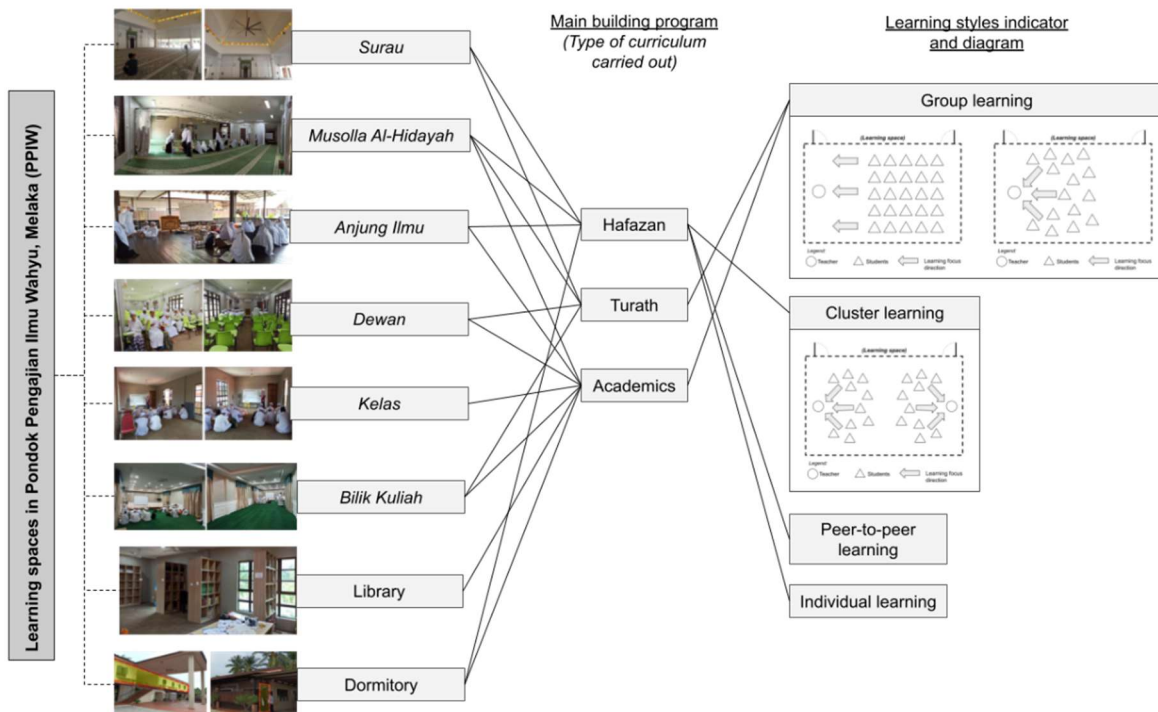 Learning spaces in Pondok Pengajian Ilmu Wahyu, Melaka (PPIW)
Surau
Musolla Al-Hidayah
Anjung Ilmu
Dewan
Kelas
Bilik Kuliah
Library
Dormitory
Main building program
(Type of curriculum
carried out)
Hafazan
Turath
Academics
Learning styles indicator
and diagram
Group learning
(Learning space)
Legend:
Teacher
Students
Learning focus
direction
(Learning space)
Legend:
Teacher
Students
Learning focus
direction
Cluster learning
(Learning space)
Legend:
Teacher
Students
Learning focus
direction
Peer-to-peer
learning
Individual learning